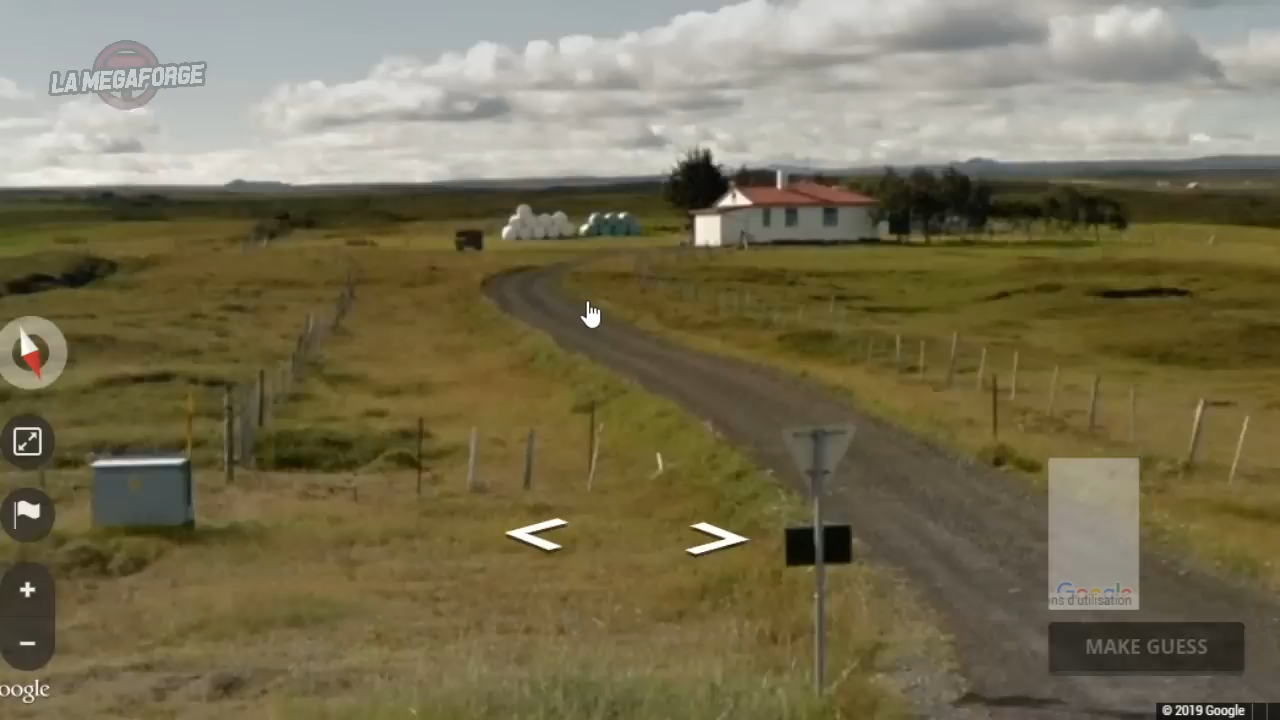 LA MEGAFORGE
Google
ns d'utilisation
MAKE GUESS
oogle
© 2019 Google